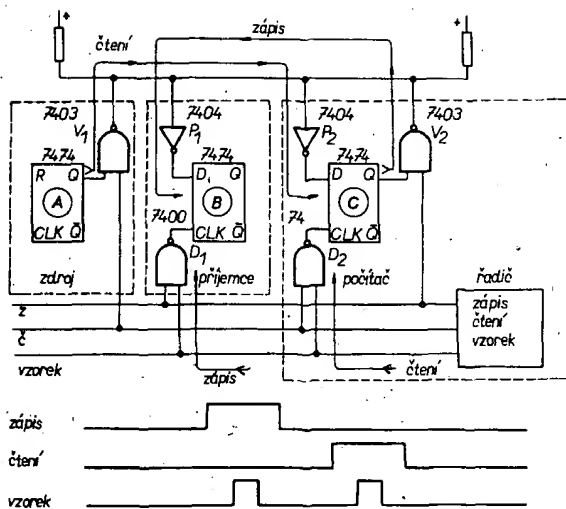 +
zápis
+
čtení
7403
7404
7404
7403
V1
P1
P2
V2
7474
7474
7474
R Q
D Q
D Q
A
B
C
7400
74
CLK Q̄
CLK Q̄
CLK Q̄
D1
D2
zdroj
příjemce
počítač
řadič
z
zápis
č
čtení
vzorek
vzorek
zápis
čtení
zápis
čtení
vzorek